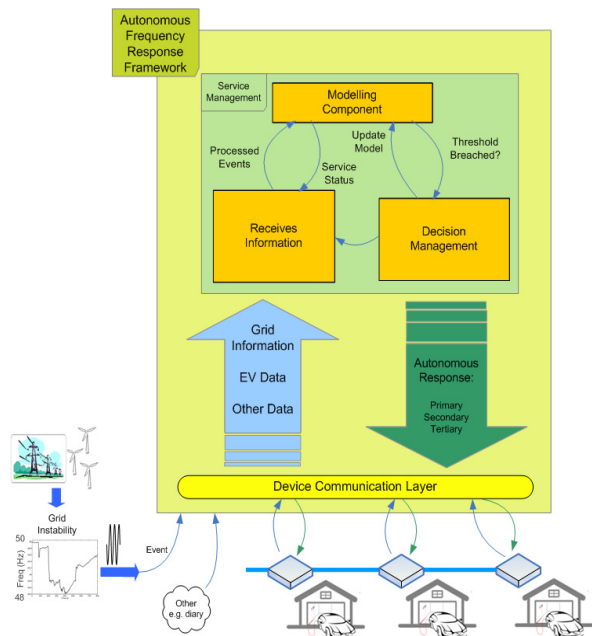 Autonomous
Frequency
Response
Framework
Service
Management
Modelling
Component
Processed
Events
Service
Status
Update
Model
Threshold
Breached?
Receives
Information
Decision
Management
Grid
Information
EV Data
Other Data
Autonomous
Response:
Primary
Secondary
Tertiary
Device Communication Layer
Grid
Instability
50
Freq (Hz)
48
Event
Other
e.g. diary